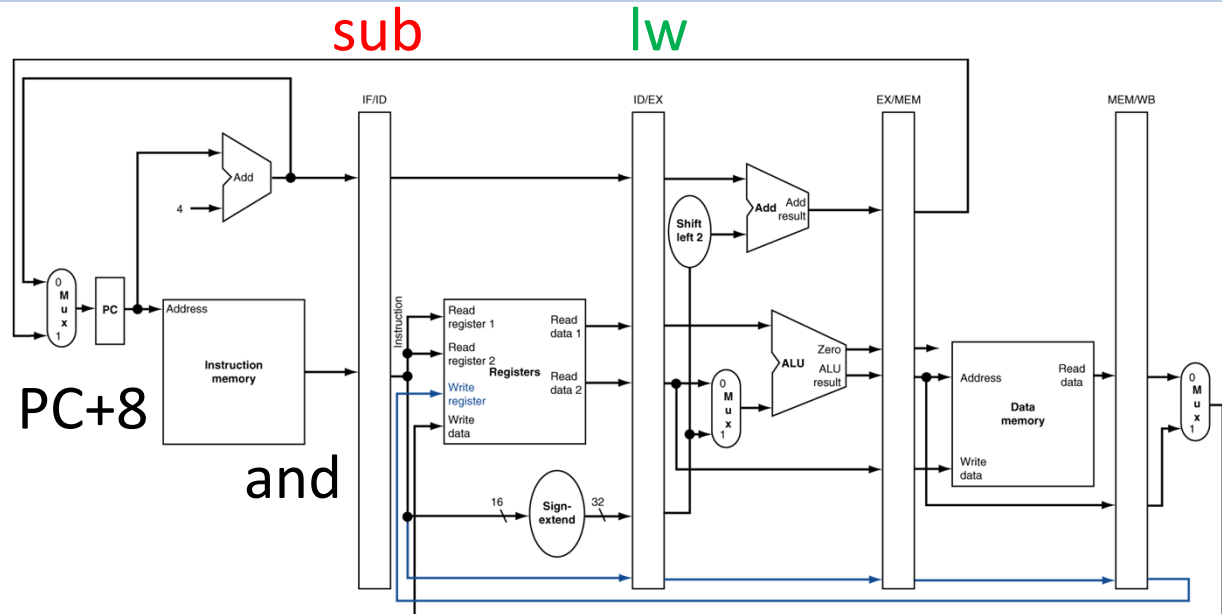 sub
lw
IF/ID
ID/EX
EX/MEM
MEM/WB
Add
4
Add
Add
result
Shift
left 2
0
M
u
x
1
PC
Address
Instruction
memory
Instruction
Read
register 1
Read
register 2
Registers
Write
register
Write
data
Read
data 1
Read
data 2
0
M
u
x
1
Zero
ALU
ALU
result
Address
Read
data
Data
memory
Write
data
0
M
u
x
1
PC+8
and
16
Sign-
extend
32